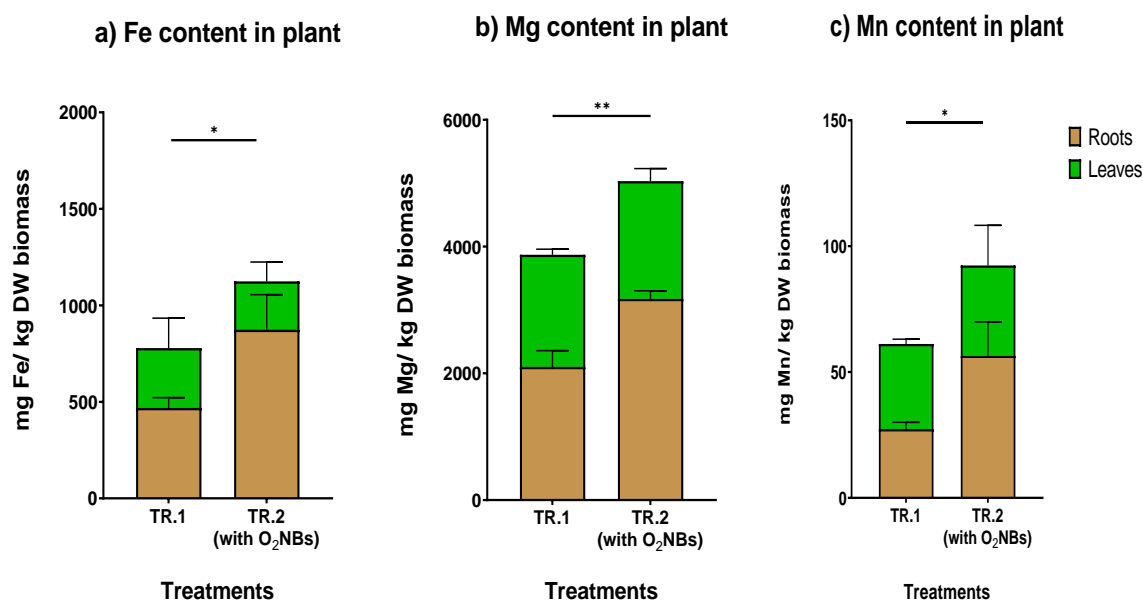 a) Fe content in plant
b) Mg content in plant
c) Mn content in plant
mg Fe/ kg DW biomass
2000
1500
1000
500
0
*
TR.1
TR.2
(with O₂NBs)
Treatments
mg Mg/ kg DW biomass
6000
4000
2000
0
**
TR.1
TR.2
(with O₂NBs)
Treatments
mg Mn/ kg DW biomass
150
100
50
0
*
TR.1
TR.2
(with O₂NBs)
Treatments
Roots
Leaves